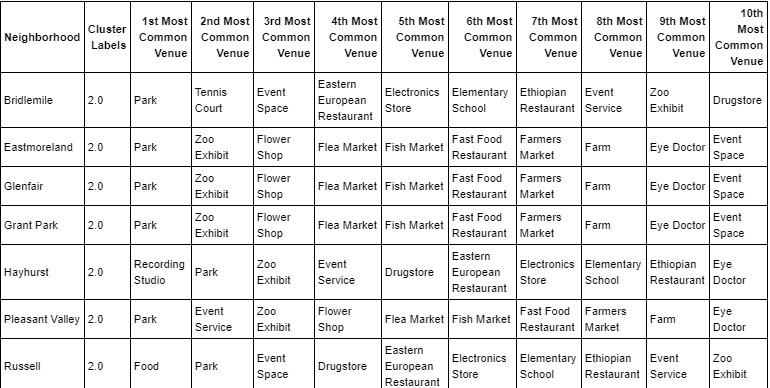 Neighborhood Cluster Labels 1st Most Common Venue 2nd Most Common Venue 3rd Most Common Venue 4th Most Common Venue 5th Most Common Venue 6th Most Common Venue 7th Most Common Venue 8th Most Common Venue 9th Most Common Venue 10th Most Common Venue
Bridlemile 2.0 Park Tennis Court Event Space Eastern European Restaurant Electronics Store Elementary School Ethiopian Restaurant Event Service Zoo Exhibit Drugstore
Eastmoreland 2.0 Park Zoo Exhibit Flower Shop Flea Market Fish Market Fast Food Restaurant Farmers Market Farm Eye Doctor Event Space
Glenfair 2.0 Park Zoo Exhibit Flower Shop Flea Market Fish Market Fast Food Restaurant Farmers Market Farm Eye Doctor Event Space
Grant Park 2.0 Park Zoo Exhibit Flower Shop Flea Market Fish Market Fast Food Restaurant Farmers Market Farm Eye Doctor Event Space
Hayhurst 2.0 Recording Studio Park Zoo Exhibit Event Service Drugstore Eastern European Restaurant Electronics Store Elementary School Ethiopian Restaurant Eye Doctor
Pleasant Valley 2.0 Park Event Service Zoo Exhibit Flower Shop Flea Market Fish Market Fast Food Restaurant Farmers Market Farm Eye Doctor
Russell 2.0 Food Park Event Space Drugstore Eastern European Restaurant Electronics Store Elementary School Ethiopian Restaurant Event Service Zoo Exhibit